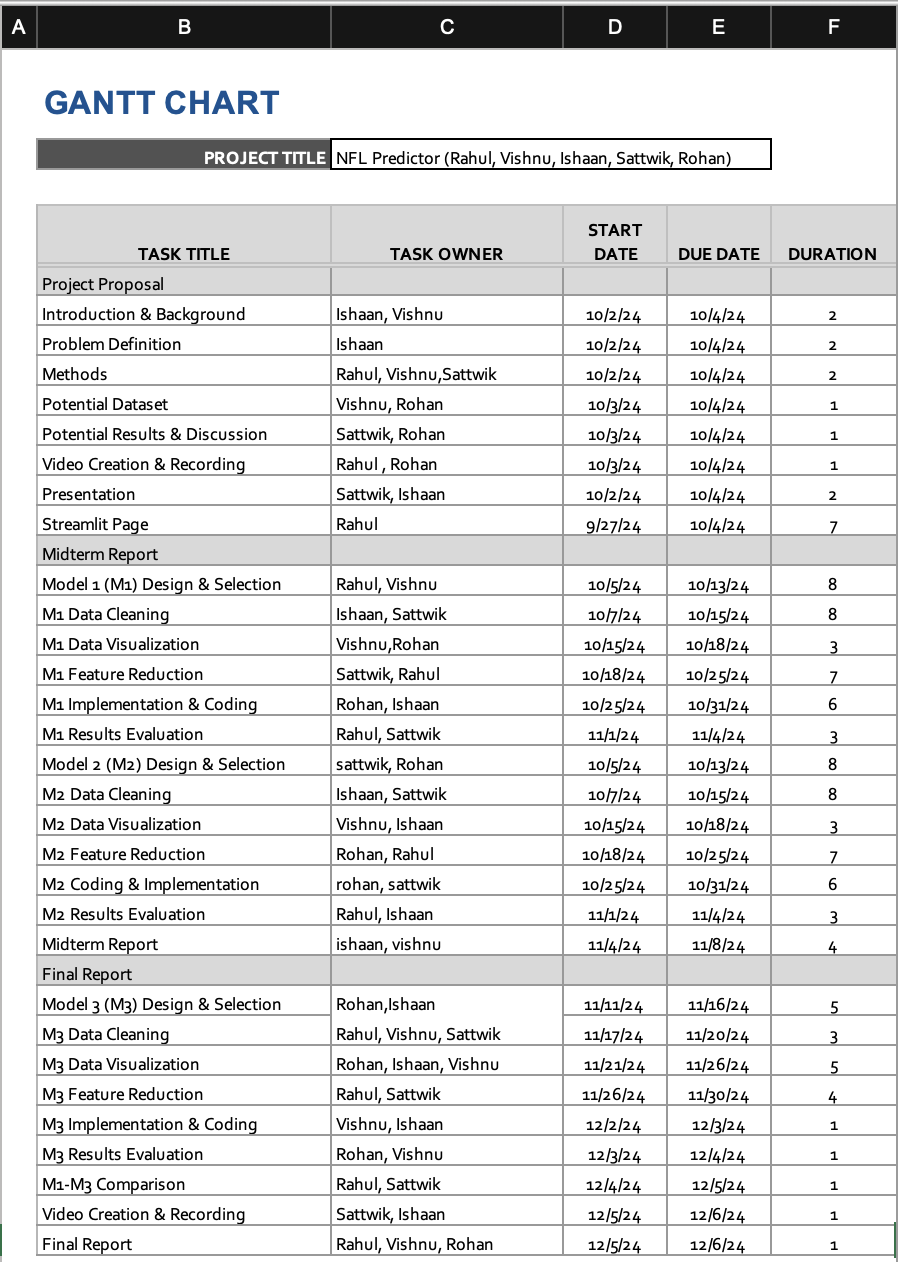 A B C D E F
GANTT CHART
PROJECT TITLE NFL Predictor (Rahul, Vishnu, Ishaan, Sattwik, Rohan)
TASK TITLE TASK OWNER START DATE DUE DATE DURATION
Project Proposal
Introduction & Background Ishaan, Vishnu 10/2/24 10/4/24 2
Problem Definition Ishaan 10/2/24 10/4/24 2
Methods Rahul, Vishnu,Sattwik 10/2/24 10/4/24 2
Potential Dataset Vishnu, Rohan 10/3/24 10/4/24 1
Potential Results & Discussion Sattwik, Rohan 10/3/24 10/4/24 1
Video Creation & Recording Rahul , Rohan 10/3/24 10/4/24 1
Presentation Sattwik, Ishaan 10/2/24 10/4/24 2
Streamlit Page Rahul 9/27/24 10/4/24 7
Midterm Report
Model 1 (M1) Design & Selection Rahul, Vishnu 10/5/24 10/13/24 8
M1 Data Cleaning Ishaan, Sattwik 10/7/24 10/15/24 8
M1 Data Visualization Vishnu,Rohan 10/15/24 10/18/24 3
M1 Feature Reduction Sattwik, Rahul 10/18/24 10/25/24 7
M1 Implementation & Coding Rohan, Ishaan 10/25/24 10/31/24 6
M1 Results Evaluation Rahul, Sattwik 11/1/24 11/4/24 3
Model 2 (M2) Design & Selection sattwik, Rohan 10/5/24 10/13/24 8
M2 Data Cleaning Ishaan, Sattwik 10/7/24 10/15/24 8
M2 Data Visualization Vishnu, Ishaan 10/15/24 10/18/24 3
M2 Feature Reduction Rohan, Rahul 10/18/24 10/25/24 7
M2 Coding & Implementation rohan, sattwik 10/25/24 10/31/24 6
M2 Results Evaluation Rahul, Ishaan 11/1/24 11/4/24 3
Midterm Report ishaan, vishnu 11/4/24 11/8/24 4
Final Report
Model 3 (M3) Design & Selection Rohan,Ishaan 11/11/24 11/16/24 5
M3 Data Cleaning Rahul, Vishnu, Sattwik 11/17/24 11/20/24 3
M3 Data Visualization Rohan, Ishaan, Vishnu 11/21/24 11/26/24 5
M3 Feature Reduction Rahul, Sattwik 11/26/24 11/30/24 4
M3 Implementation & Coding Vishnu, Ishaan 12/2/24 12/3/24 1
M3 Results Evaluation Rohan, Vishnu 12/3/24 12/4/24 1
M1-M3 Comparison Rahul, Sattwik 12/4/24 12/5/24 1
Video Creation & Recording Sattwik, Ishaan 12/5/24 12/6/24 1
Final Report Rahul, Vishnu, Rohan 12/5/24 12/6/24 1